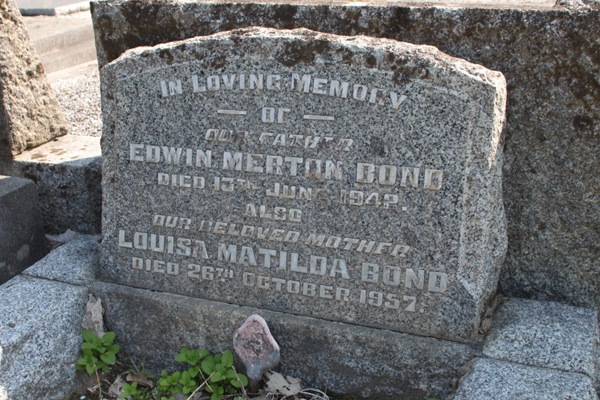 IN LOVING MEMORY
— OF —
OUR FATHER
EDWIN MERTON BOND
DIED JUNE 1942.
ALSO
OUR BELOVED MOTHER
LOUISA MATILDA BOND
DIED 26TH OCTOBER 1957.